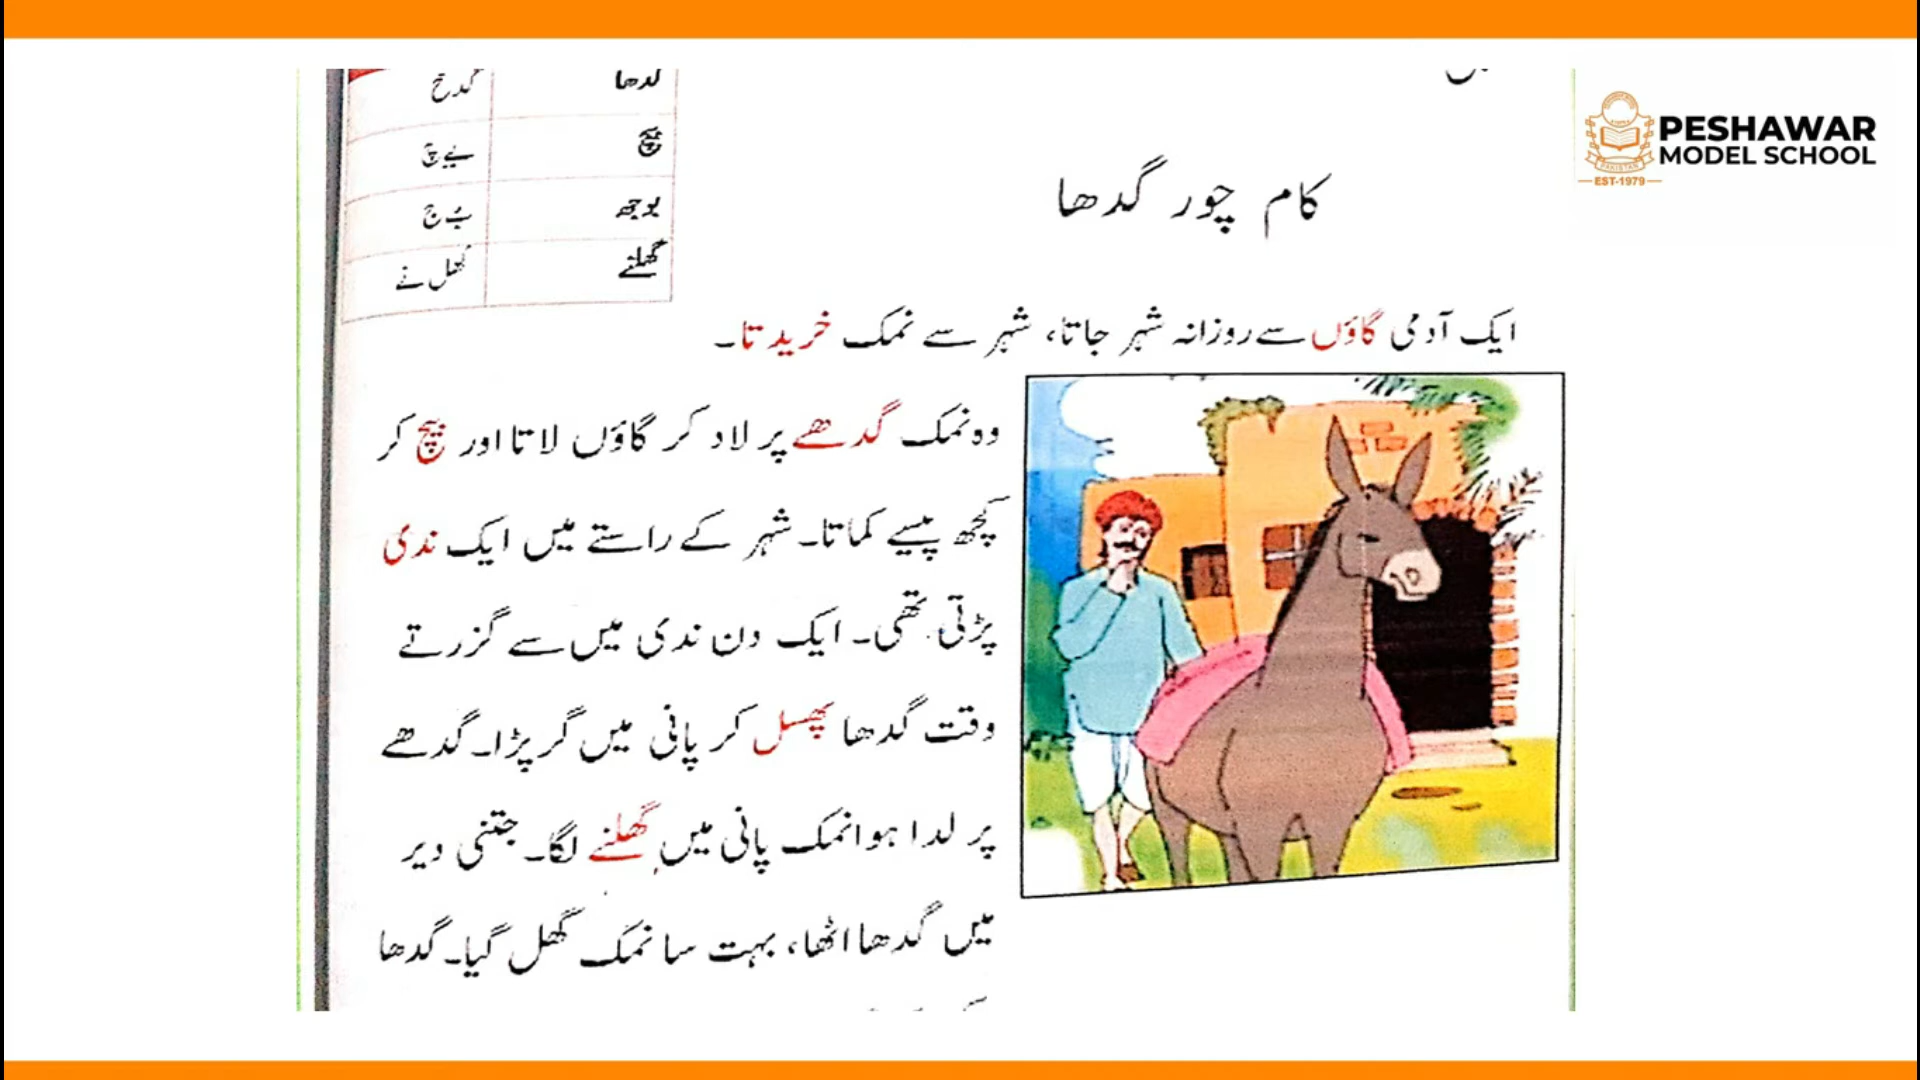 PESHAWAR
MODEL SCHOOL
EST-1979
گدھا
بیچ بے چ
بوجھ
گھلنے گھل نے
کام چور گدھا
ایک آدمی گاؤں سے روزانہ شہر جاتا، شہر سے نمک خریدتا۔
وہ نمک گدھے پر لاد کر گاؤں لاتا اور بیچ کر
کچھ پیسے کماتا۔ شہر کے راستے میں ایک ندی
پڑتی تھی۔ ایک دن ندی میں سے گزرتے
وقت گدھا پھسل کر پانی میں گر پڑا۔ گدھے
پر لدا ہوا نمک پانی میں گھلنے لگا۔ جتنی دیر
میں گدھا اٹھا، بہت سا نمک گھل گیا۔ گدھا